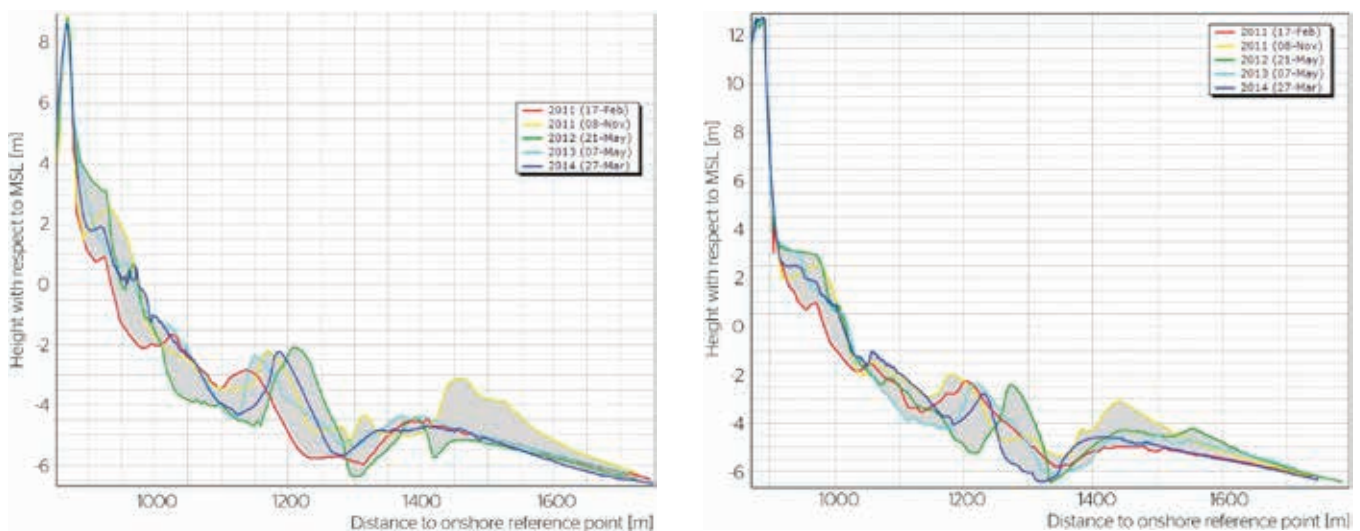 Height with respect to MSL [m]
8
6
4
2
0
-2
-4
-6
1000
1200
1400
1600
Distance to onshore reference point [m]
2011 (17-Feb)
2011 (08-Nov)
2012 (21-May)
2013 (07-May)
2014 (27-Mar)
Height with respect to MSL [m]
12
10
8
6
4
2
0
-2
-4
-6
1000
1200
1400
1600
Distance to onshore reference point [m]
2011 (17-Feb)
2011 (08-Nov)
2012 (21-May)
2013 (07-May)
2014 (27-Mar)